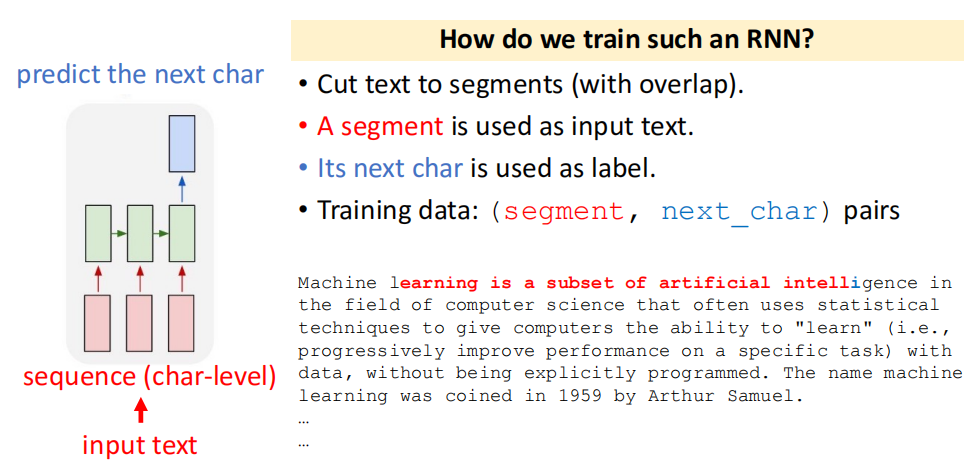 How do we train such an RNN?
predict the next char
• Cut text to segments (with overlap).
• A segment is used as input text.
• Its next char is used as label.
• Training data: (segment, next_char) pairs
Machine learning is a subset of artificial intelligence in
the field of computer science that often uses statistical
techniques to give computers the ability to "learn" (i.e.,
progressively improve performance on a specific task) with
data, without being explicitly programmed. The name machine
learning was coined in 1959 by Arthur Samuel.
…
…
sequence (char-level)
input text